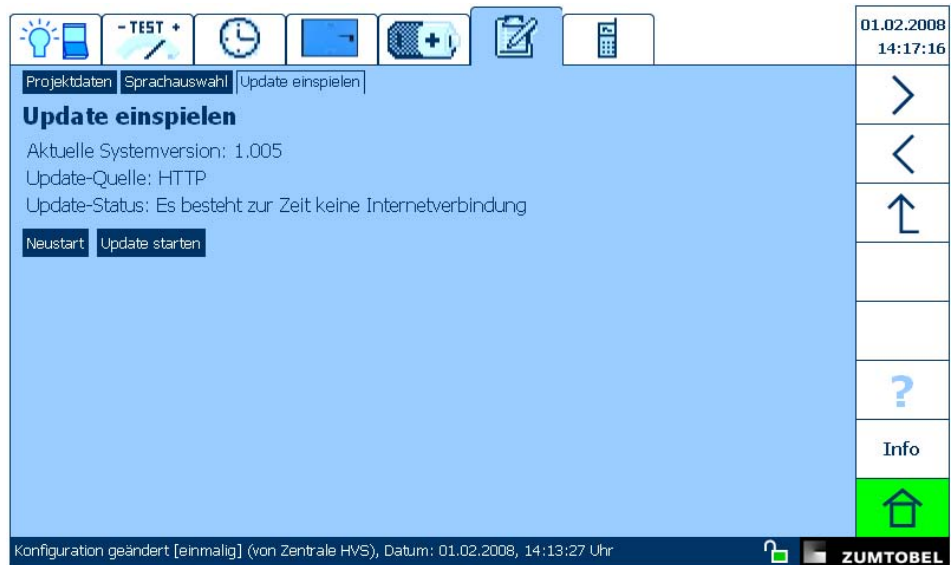 - TEST +
01.02.2008
14:17:16
Projektdaten Sprachauswahl Update einspielen
Update einspielen
Aktuelle Systemversion: 1.005
Update-Quelle: HTTP
Update-Status: Es besteht zur Zeit keine Internetverbindung
Neustart Update starten
?
Info
Konfiguration geändert [einmalig] (von Zentrale HVS), Datum: 01.02.2008, 14:13:27 Uhr
ZUMTOBEL